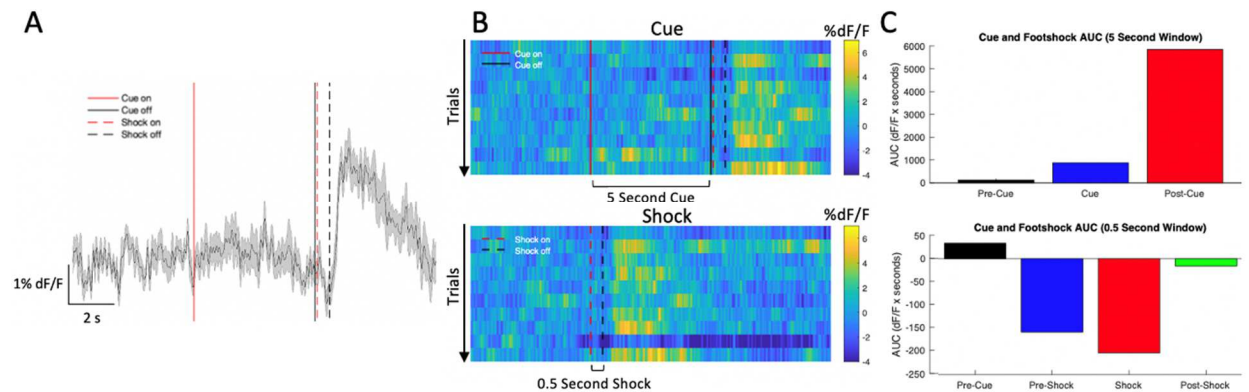 A
Cue on
Cue off
Shock on
Shock off
1% dF/F
2 s
B
Cue
%dF/F
Cue on
Cue off
Trials
6
4
2
0
-2
-4
5 Second Cue
Shock
%dF/F
Shock on
Shock off
Trials
6
4
2
0
-2
-4
0.5 Second Shock
C
Cue and Footshock AUC (5 Second Window)
AUC (dF/F x seconds)
6000
5000
4000
3000
2000
1000
0
Pre-Cue Cue Post-Cue
Cue and Footshock AUC (0.5 Second Window)
AUC (dF/F x seconds)
50
0
-50
-100
-150
-200
-250
Pre-Cue Pre-Shock Shock Post-Shock